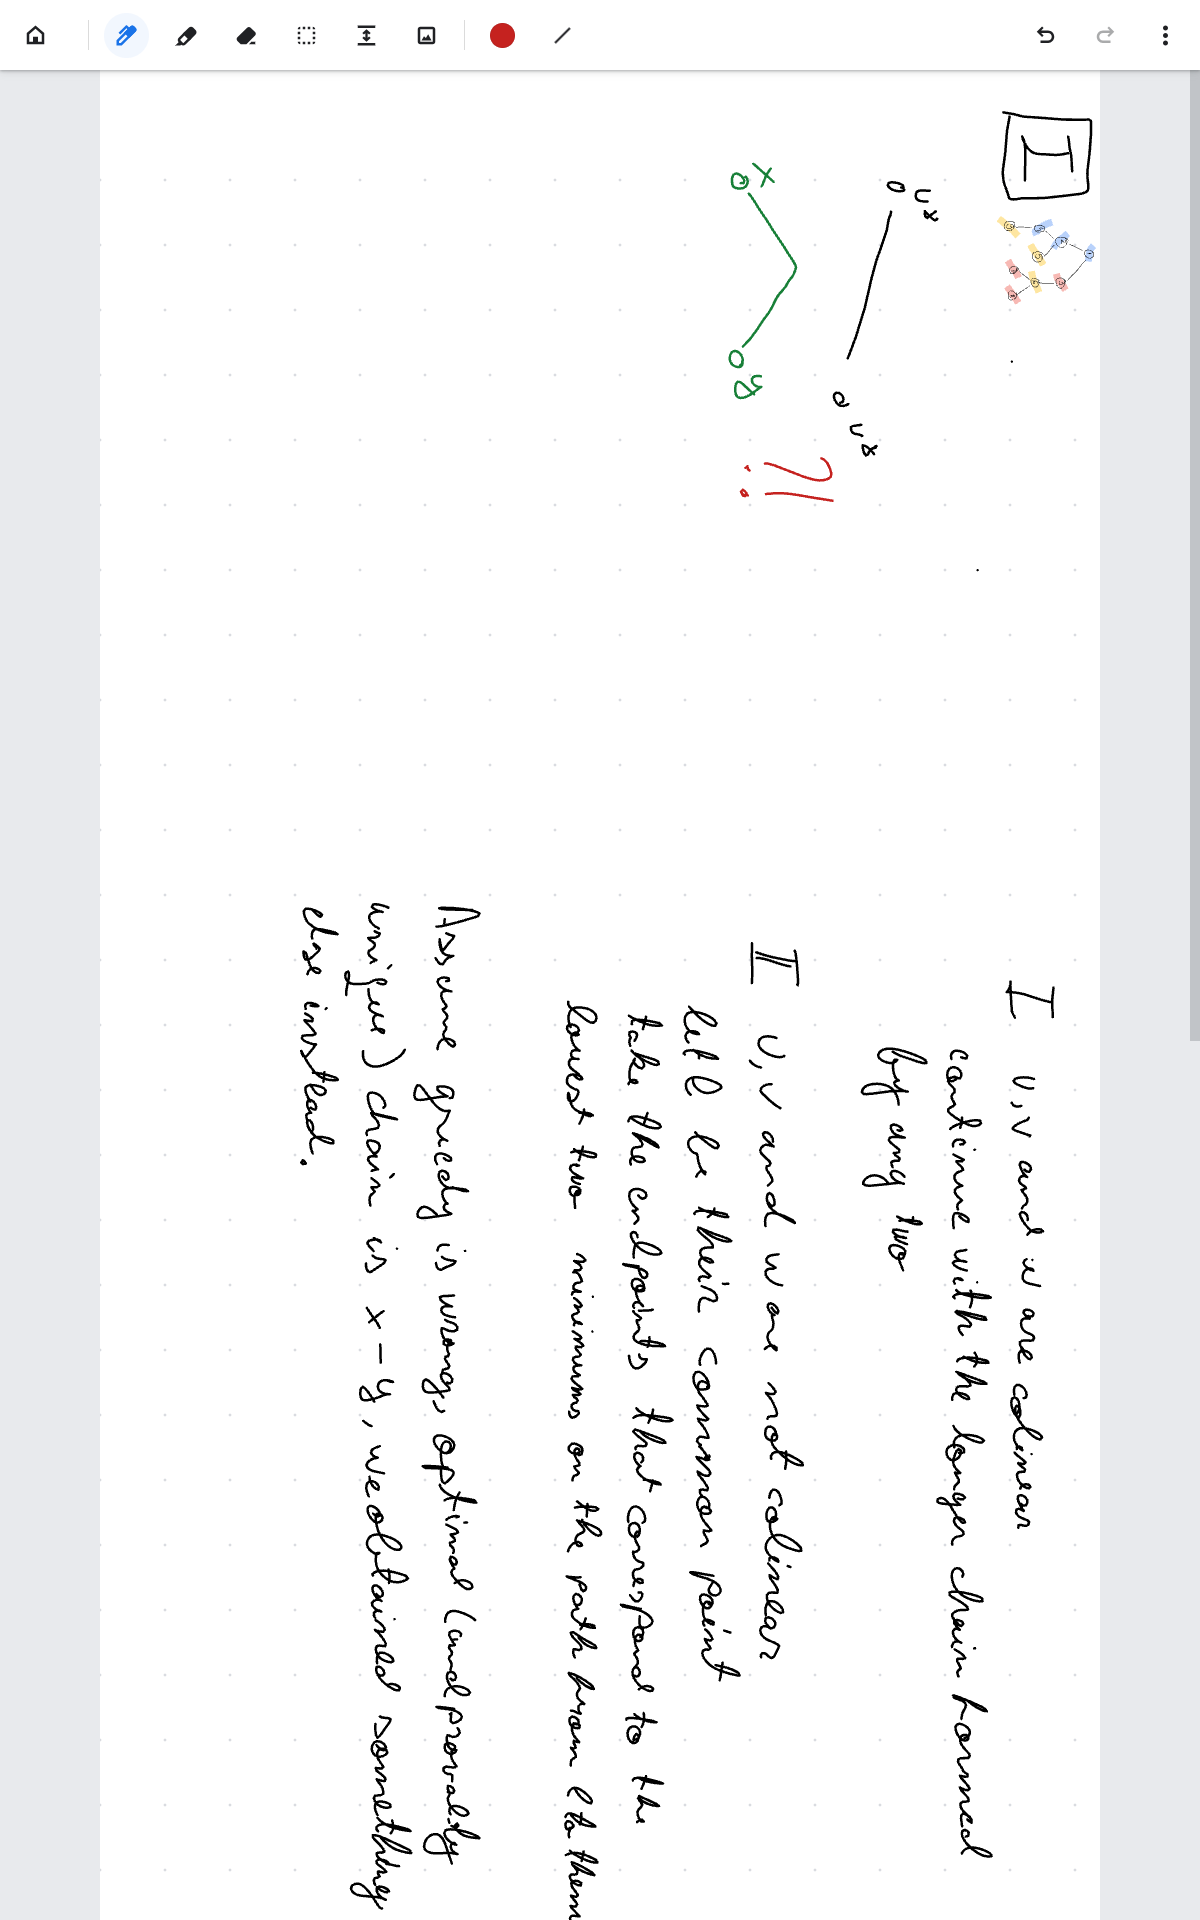 I
U*
U*
x
y
?!
I U,V and W are colinear
continue with the longer chain formed
by any two
II U,V and W are not colinear
let l be their common point
take the endpoints that correspond to the
lowest two minimums on the path from l to them
Assume greedy is wrong, optimal (and provably
unique) chain is x - y, we obtained something
else instead.